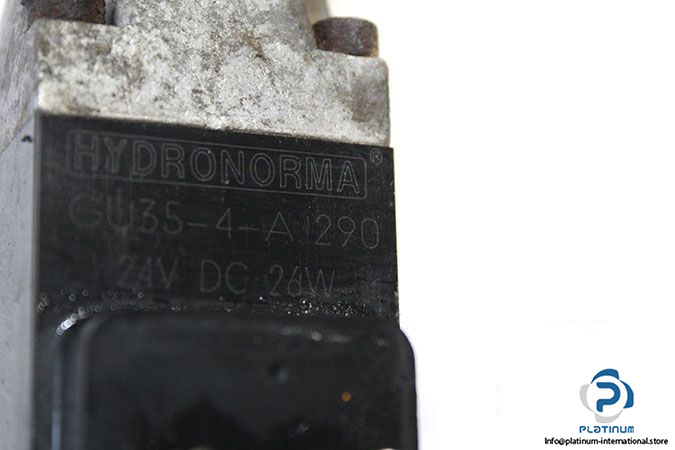 HYDRONORMA®
GU35-4-A 290
24V DC 26W
PLATINUM
Info@platinum-international.store